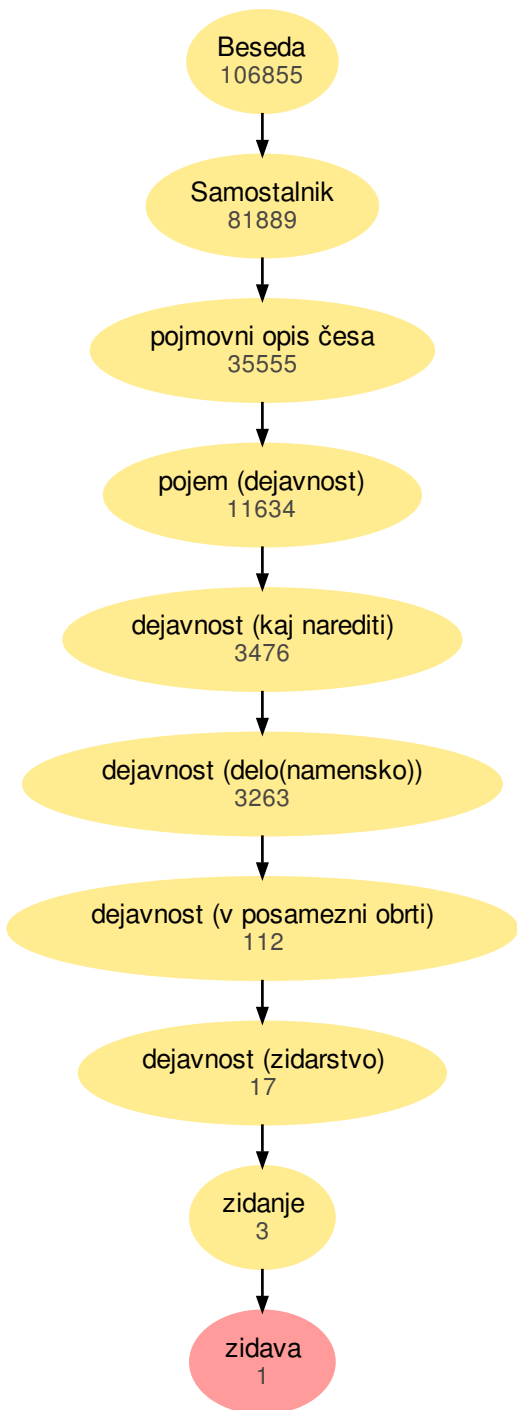 Beseda
106855
Samostalnik
81889
pojmovni opis česa
35555
pojem (dejavnost)
11634
dejavnost (kaj narediti)
3476
dejavnost (delo(namensko))
3263
dejavnost (v posamezni obrti)
112
dejavnost (zidarstvo)
17
zidanje
3
zidava
1